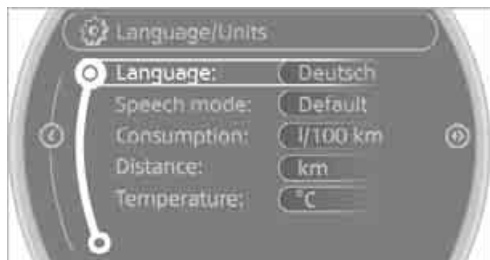 Language/Units
Language: Deutsch
Speech mode: Default
Consumption: l/100 km
Distance: km
Temperature: °C